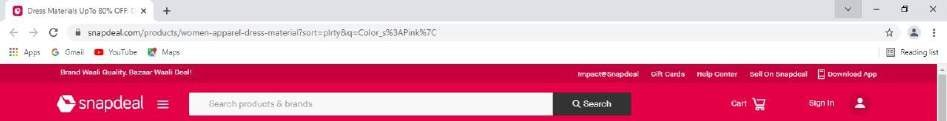 Dress Materials UpTo 80% OFF: D
snapdeal.com/products/women-apparel-dress-material?sort=plrty&q=Color_s%3APink%7C
Apps Gmail YouTube Maps Reading list
Brand Waali Quality, Bazaar Waali Deal! Impact@Snapdeal Gift Cards Help Center Sell On Snapdeal Download App
snapdeal Search products & brands Search Cart Sign In